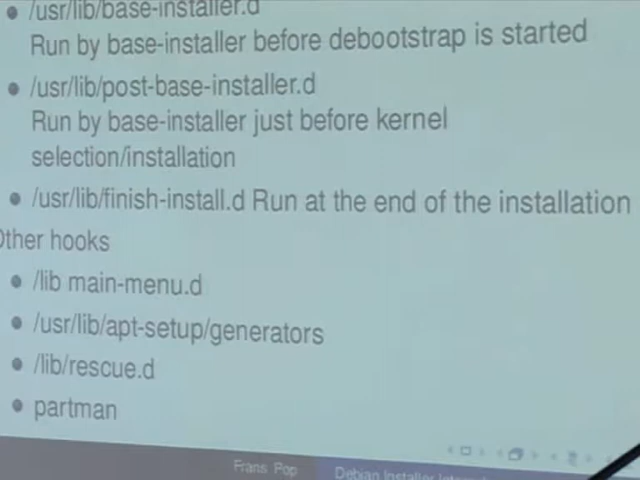 /usr/lib/base-installer.d
Run by base-installer before debootstrap is started
/usr/lib/post-base-installer.d
Run by base-installer just before kernel
selection/installation
/usr/lib/finish-install.d Run at the end of the installation
Other hooks
/lib main-menu.d
/usr/lib/apt-setup/generators
/lib/rescue.d
partman
Frans Pop
Debian Installer